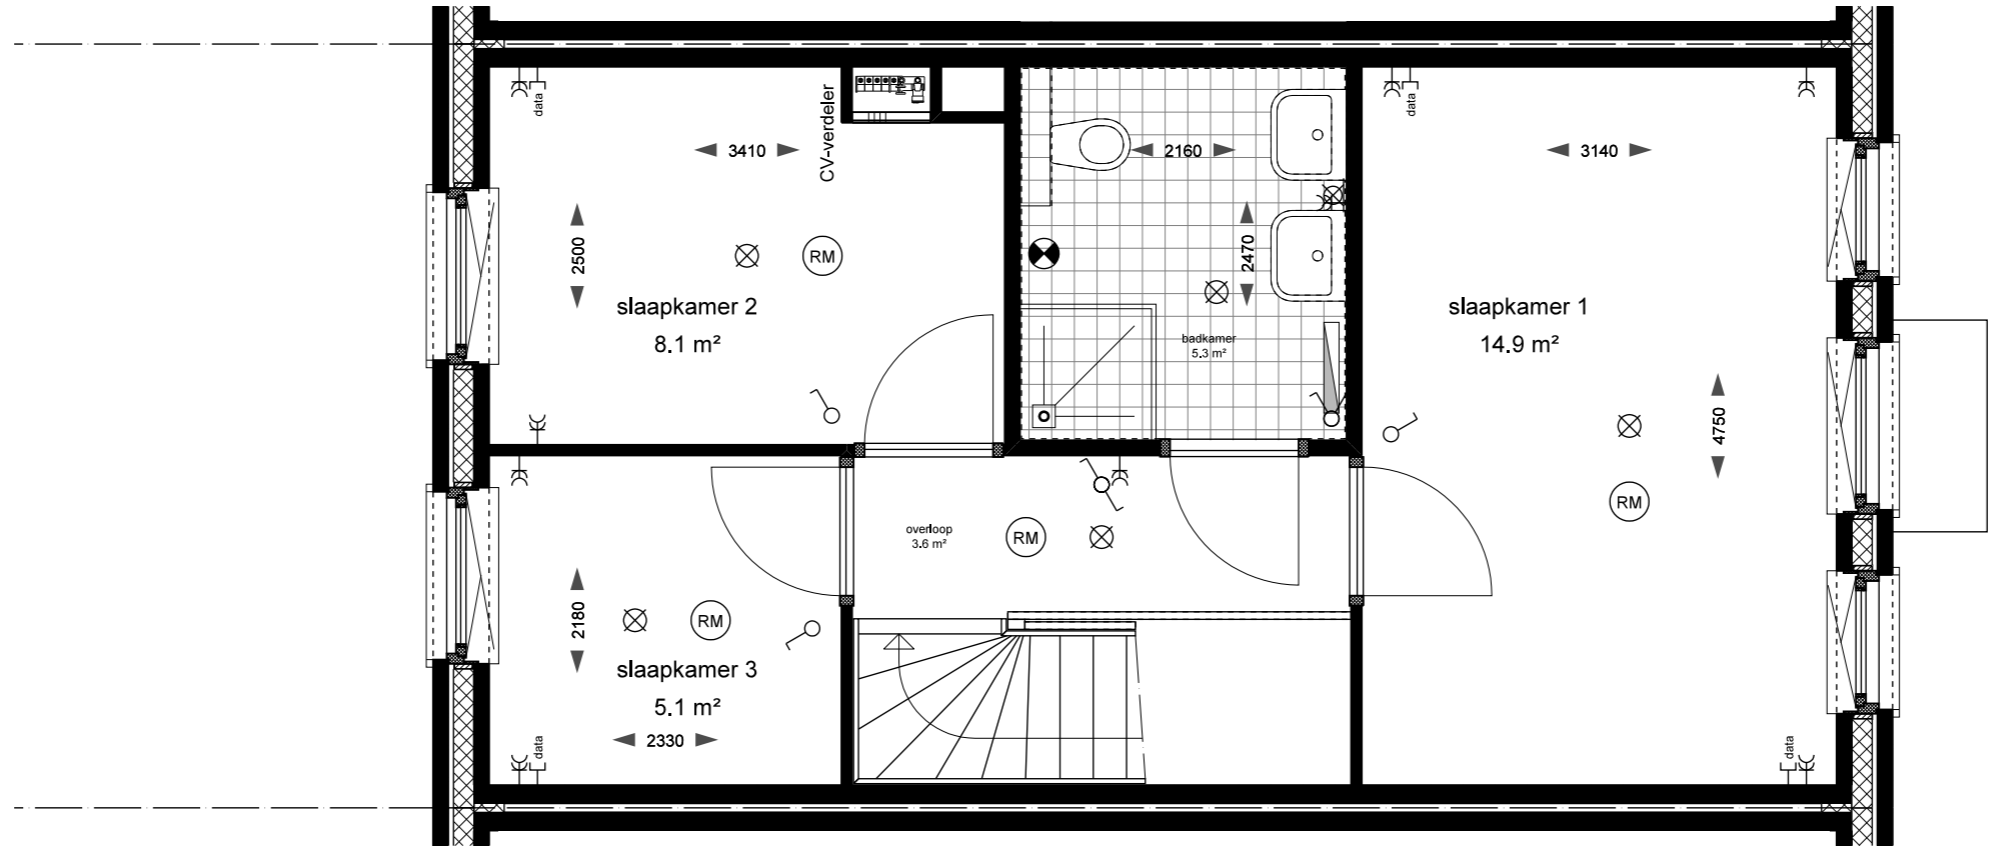 data
CV-verdeler
3410
2500
RM
slaapkamer 2
8.1 m²
2160
2470
badkamer
5.3 m²
data
3140
slaapkamer 1
14.9 m²
4750
RM
overloop
3.6 m²
RM
2180
RM
slaapkamer 3
5.1 m²
2330
data
data